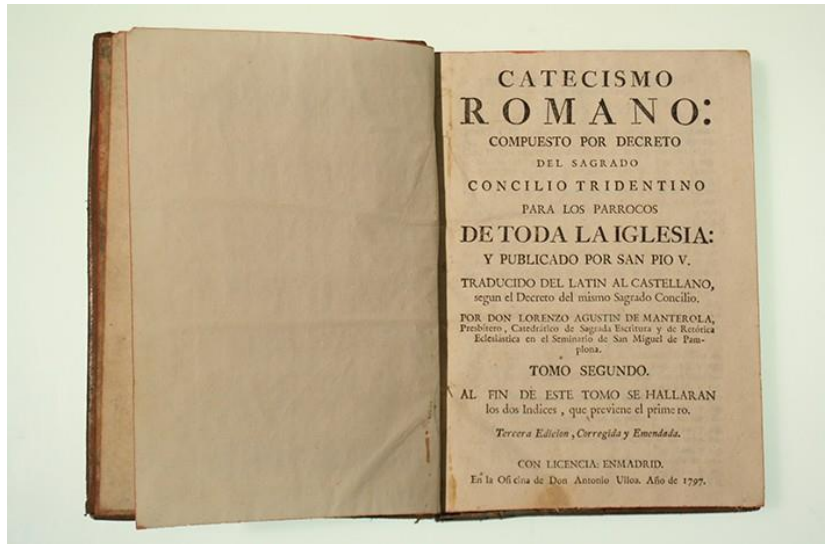 CATECISMO
ROMANO:
COMPUESTO POR DECRETO
DEL SAGRADO
CONCILIO TRIDENTINO
PARA LOS PARROCOS
DE TODA LA IGLESIA:
Y PUBLICADO POR SAN PIO V.
TRADUCIDO DEL LATIN AL CASTELLANO,
segun el Decreto del mismo Sagrado Concilio.
POR DON LORENZO AGUSTIN DE MANTEROLA,
Presbitero, Catedrático de Sagrada Escritura y de Retórica
Eclesiástica en el Seminario de San Miguel de Pam-
plona.
TOMO SEGUNDO.
AL FIN DE ESTE TOMO SE HALLARAN
los dos Indices, que previene el primero.
Tercera Edicion, Corregida y Emendada.
CON LICENCIA: ENMADRID.
En la Oficina de Don Antonio Ulloa. Año de 1797.